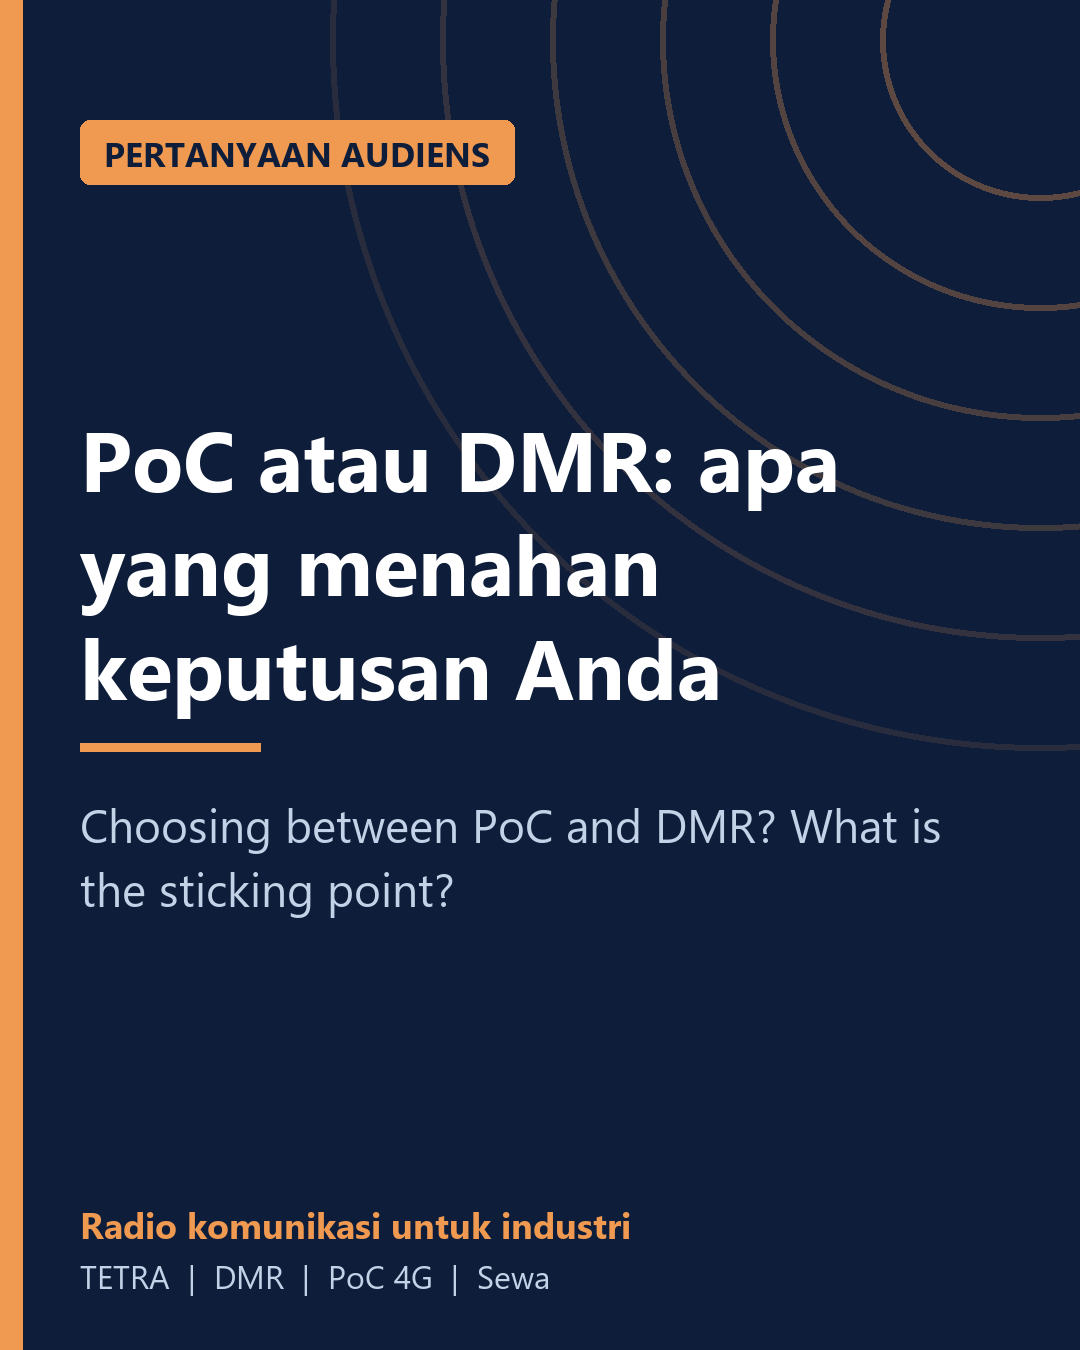 PERTANYAAN AUDIENS
PoC atau DMR: apa
yang menahan
keputusan Anda
Choosing between PoC and DMR? What is
the sticking point?
Radio komunikasi untuk industri
TETRA | DMR | PoC 4G | Sewa